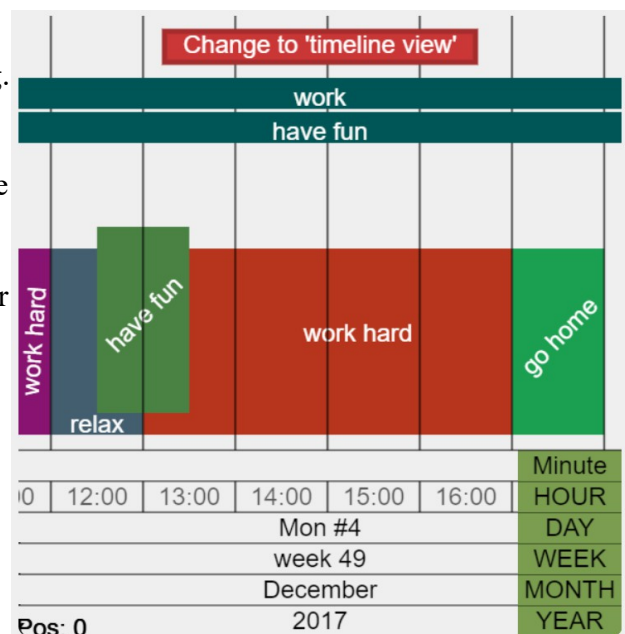 Change to 'timeline view'
g.
work
have fun
e
r
work hard
have fun
work hard
go home
relax
Minute
00 12:00 13:00 14:00 15:00 16:00 HOUR
Mon #4 DAY
week 49 WEEK
December MONTH
Pos: 0 2017 YEAR